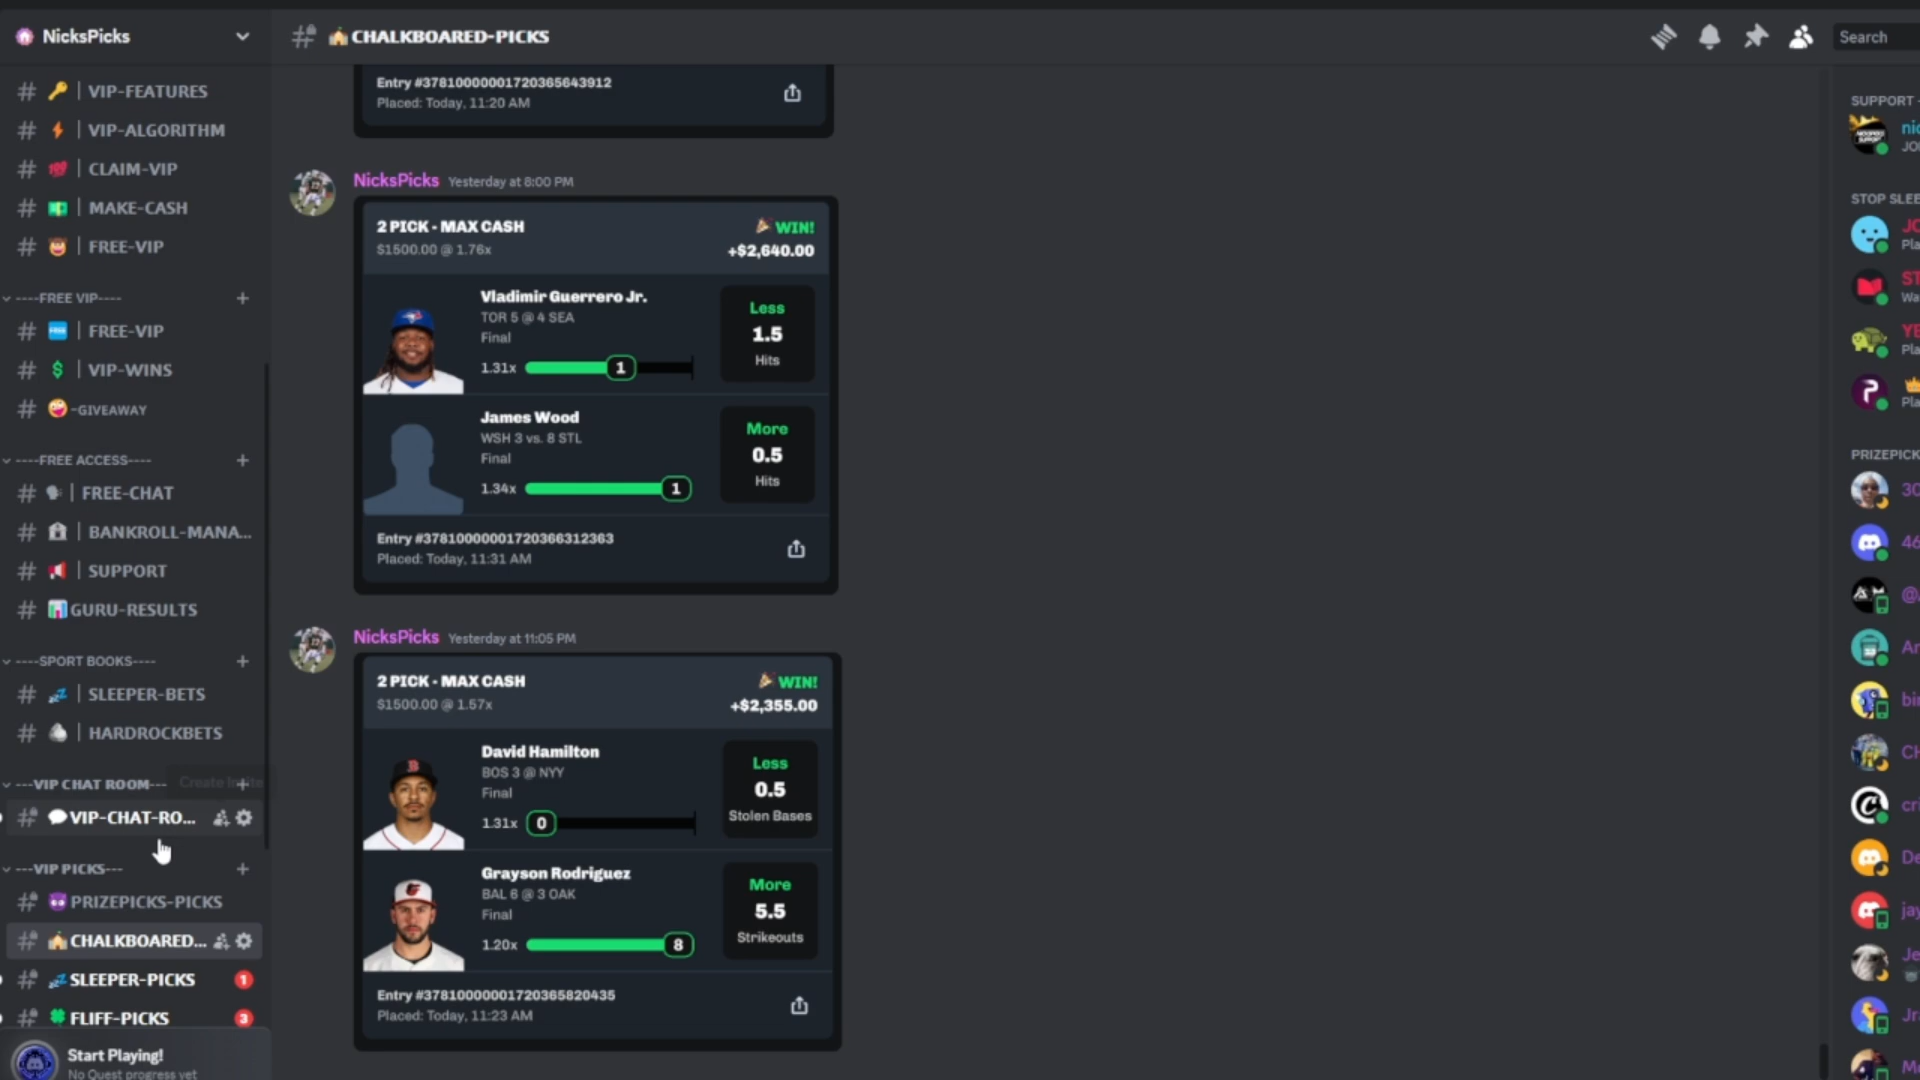 NicksPicks
VIP-FEATURES
VIP-ALGORITHM
CLAIM-VIP
MAKE-CASH
FREE-VIP
----FREE VIP----
FREE-VIP
VIP-WINS
-GIVEAWAY
----FREE ACCESS----
FREE-CHAT
BANKROLL-MANA...
SUPPORT
GURU-RESULTS
----SPORT BOOKS----
SLEEPER-BETS
HARDROCKBETS
---VIP CHAT ROOM---
VIP-CHAT-RO...
---VIP PICKS---
PRIZEPICKS-PICKS
CHALKBOARED...
SLEEPER-PICKS 1
FLIFF-PICKS 3
Start Playing!
No Quest progress yet
CHALKBOARED-PICKS
Search
Entry #37810000001720365643912
Placed: Today, 11:20 AM
NicksPicks Yesterday at 8:00 PM
2 PICK - MAX CASH WIN!
$1500.00 @ 1.76x +$2,640.00
Vladimir Guerrero Jr.
TOR 5 @ 4 SEA
Final
1.31x 1
Less
1.5
Hits
James Wood
WSH 3 vs. 8 STL
Final
1.34x 1
More
0.5
Hits
Entry #37810000001720366312363
Placed: Today, 11:31 AM
NicksPicks Yesterday at 11:05 PM
2 PICK - MAX CASH WIN!
$1500.00 @ 1.57x +$2,355.00
David Hamilton
BOS 3 @ NYY
Final
1.31x 0
Less
0.5
Stolen Bases
Grayson Rodriguez
BAL 6 @ 3 OAK
Final
1.20x 8
More
5.5
Strikeouts
Entry #37810000001720365820435
Placed: Today, 11:23 AM
SUPPORT -